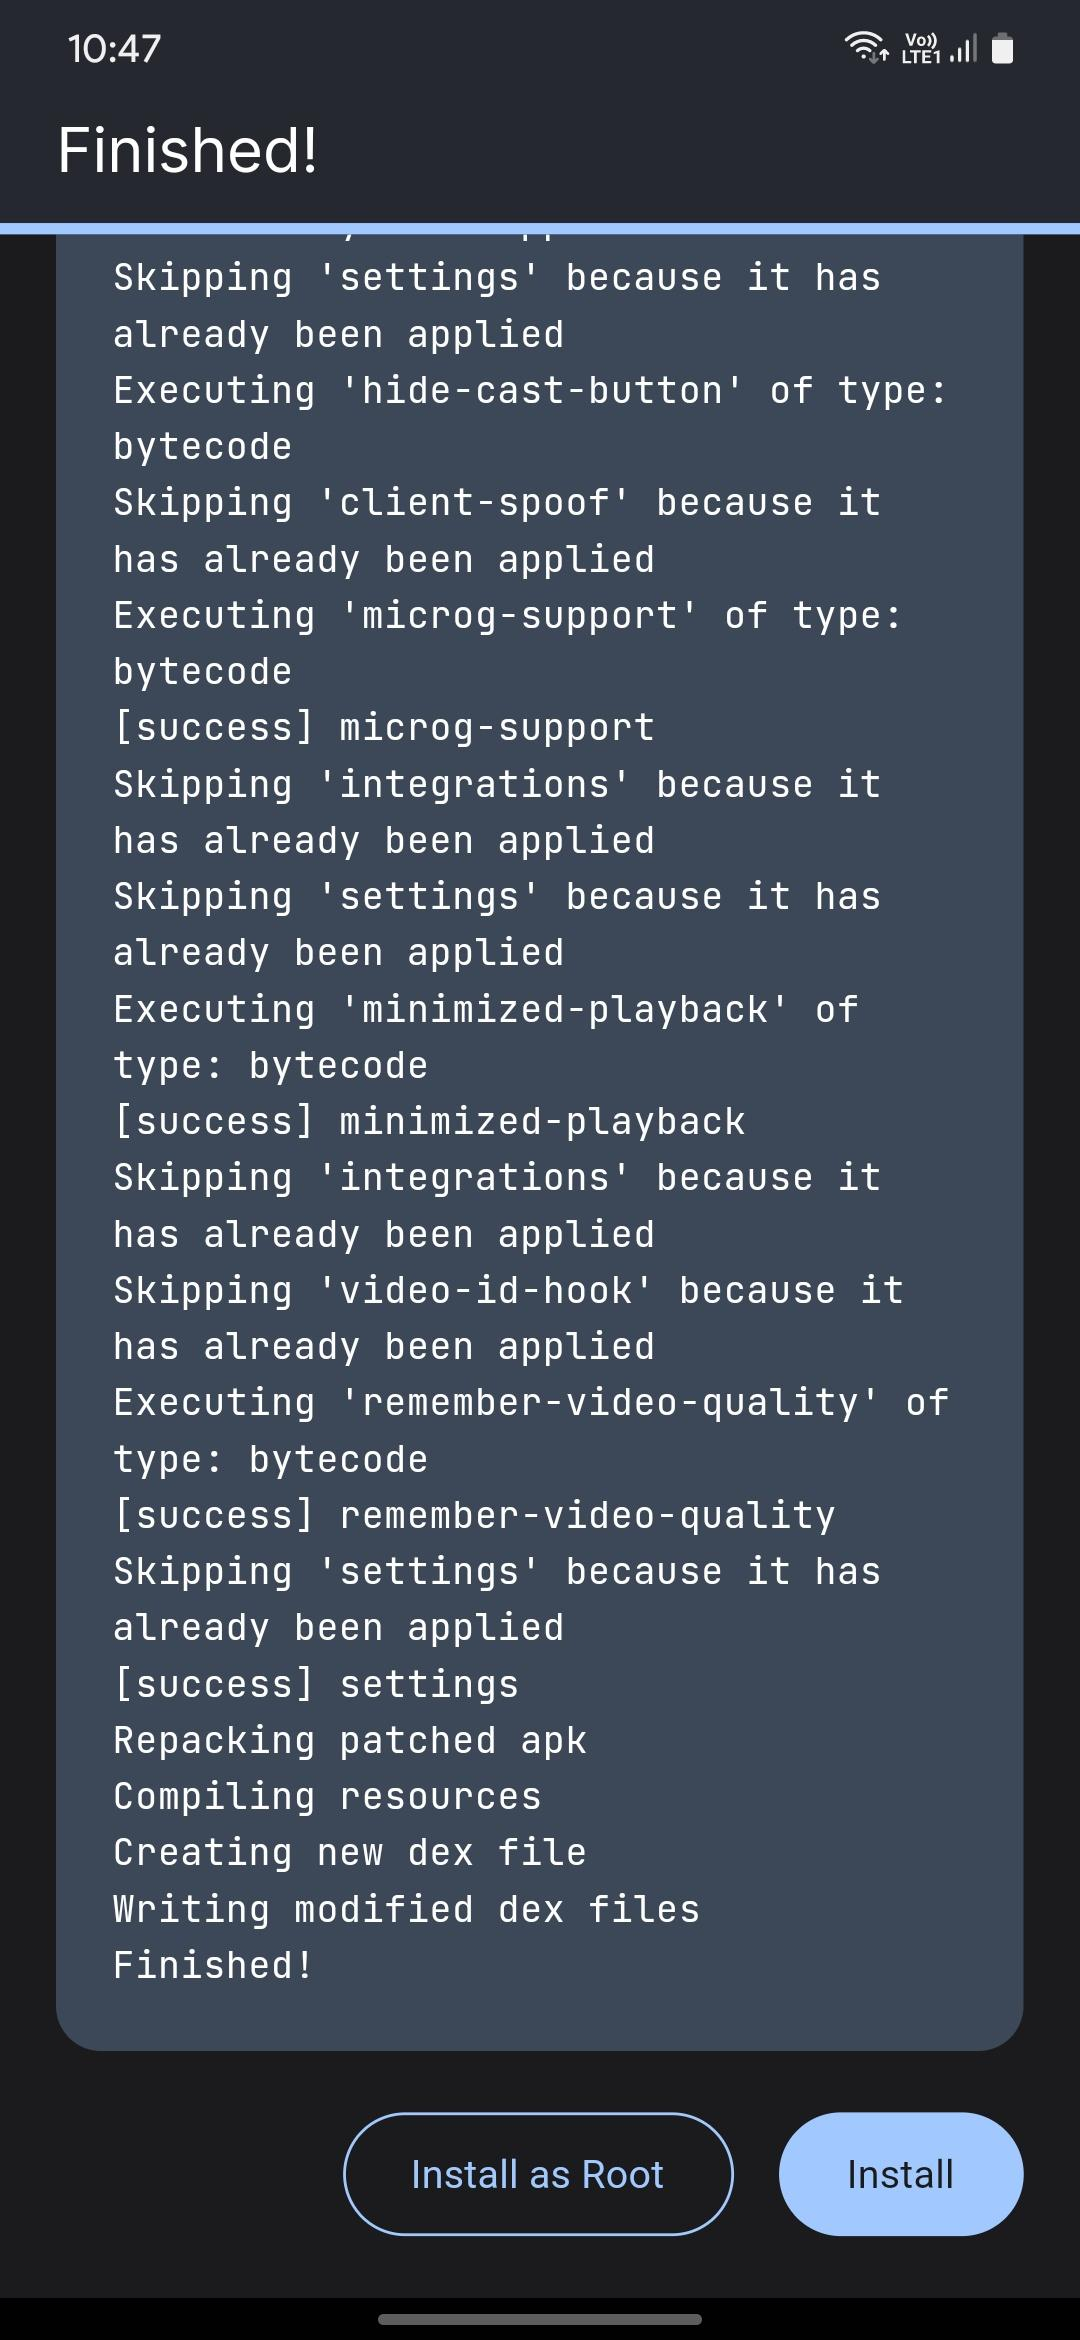 10:47
Vo))
LTE1
Finished!
Skipping 'settings' because it has
already been applied
Executing 'hide-cast-button' of type:
bytecode
Skipping 'client-spoof' because it
has already been applied
Executing 'microg-support' of type:
bytecode
[success] microg-support
Skipping 'integrations' because it
has already been applied
Skipping 'settings' because it has
already been applied
Executing 'minimized-playback' of
type: bytecode
[success] minimized-playback
Skipping 'integrations' because it
has already been applied
Skipping 'video-id-hook' because it
has already been applied
Executing 'remember-video-quality' of
type: bytecode
[success] remember-video-quality
Skipping 'settings' because it has
already been applied
[success] settings
Repacking patched apk
Compiling resources
Creating new dex file
Writing modified dex files
Finished!
Install as Root
Install